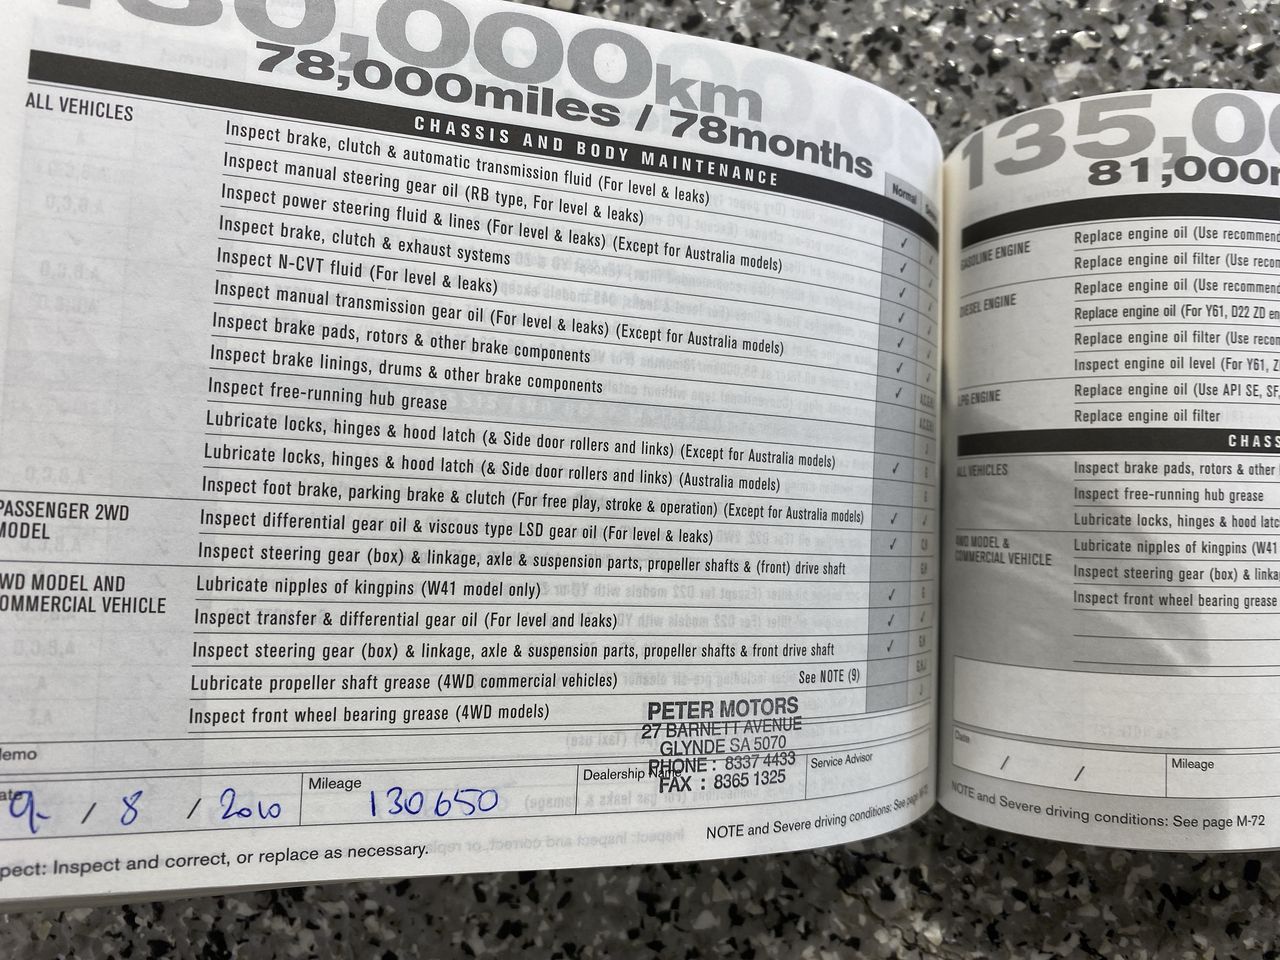 130,000km
78,000miles / 78months
CHASSIS AND BODY MAINTENANCE
Normal
ALL VEHICLES
Inspect brake, clutch & automatic transmission fluid (For level & leaks)
Inspect manual steering gear oil (RB type, For level & leaks)
Inspect power steering fluid & lines (For level & leaks) (Except for Australia models)
Inspect brake, clutch & exhaust systems
Inspect N-CVT fluid (For level & leaks)
Inspect manual transmission gear oil (For level & leaks) (Except for Australia models)
Inspect brake pads, rotors & other brake components
Inspect brake linings, drums & other brake components
Inspect free-running hub grease
Lubricate locks, hinges & hood latch (& Side door rollers and links) (Except for Australia models)
Lubricate locks, hinges & hood latch (& Side door rollers and links) (Australia models)
Inspect foot brake, parking brake & clutch (For free play, stroke & operation) (Except for Australia models)
PASSENGER 2WD
MODEL
Inspect differential gear oil & viscous type LSD gear oil (For level & leaks)
Inspect steering gear (box) & linkage, axle & suspension parts, propeller shafts & (front) drive shaft
WD MODEL AND
OMMERCIAL VEHICLE
Lubricate nipples of kingpins (W41 model only)
Inspect transfer & differential gear oil (For level and leaks)
Inspect steering gear (box) & linkage, axle & suspension parts, propeller shafts & front drive shaft
Lubricate propeller shaft grease (4WD commercial vehicles) See NOTE (9)
Inspect front wheel bearing grease (4WD models)
emo
PETER MOTORS
27 BARNETT AVENUE
GLYNDE SA 5070
PHONE : 8337 4433
FAX : 8365 1325
ate
9 / 8 / 2010
Mileage
130650
Dealership Name
Service Advisor
pect: Inspect and correct, or replace as necessary.
NOTE and Severe driving conditions: See page M-72
135,0
81,000m
GASOLINE ENGINE
Replace engine oil (Use recommend
Replace engine oil filter (Use recom
DIESEL ENGINE
Replace engine oil (Use recommend
Replace engine oil (For Y61, D22 ZD en
Replace engine oil filter (Use recom
Inspect engine oil level (For Y61, Z
LPG ENGINE
Replace engine oil (Use API SE, SF,
Replace engine oil filter
CHASS
ALL VEHICLES
Inspect brake pads, rotors & other
Inspect free-running hub grease
Lubricate locks, hinges & hood latc
4WD MODEL &
COMMERCIAL VEHICLE
Lubricate nipples of kingpins (W41
Inspect steering gear (box) & linka
Inspect front wheel bearing grease
Date
/ /
Mileage
NOTE and Severe driving conditions: See page M-72